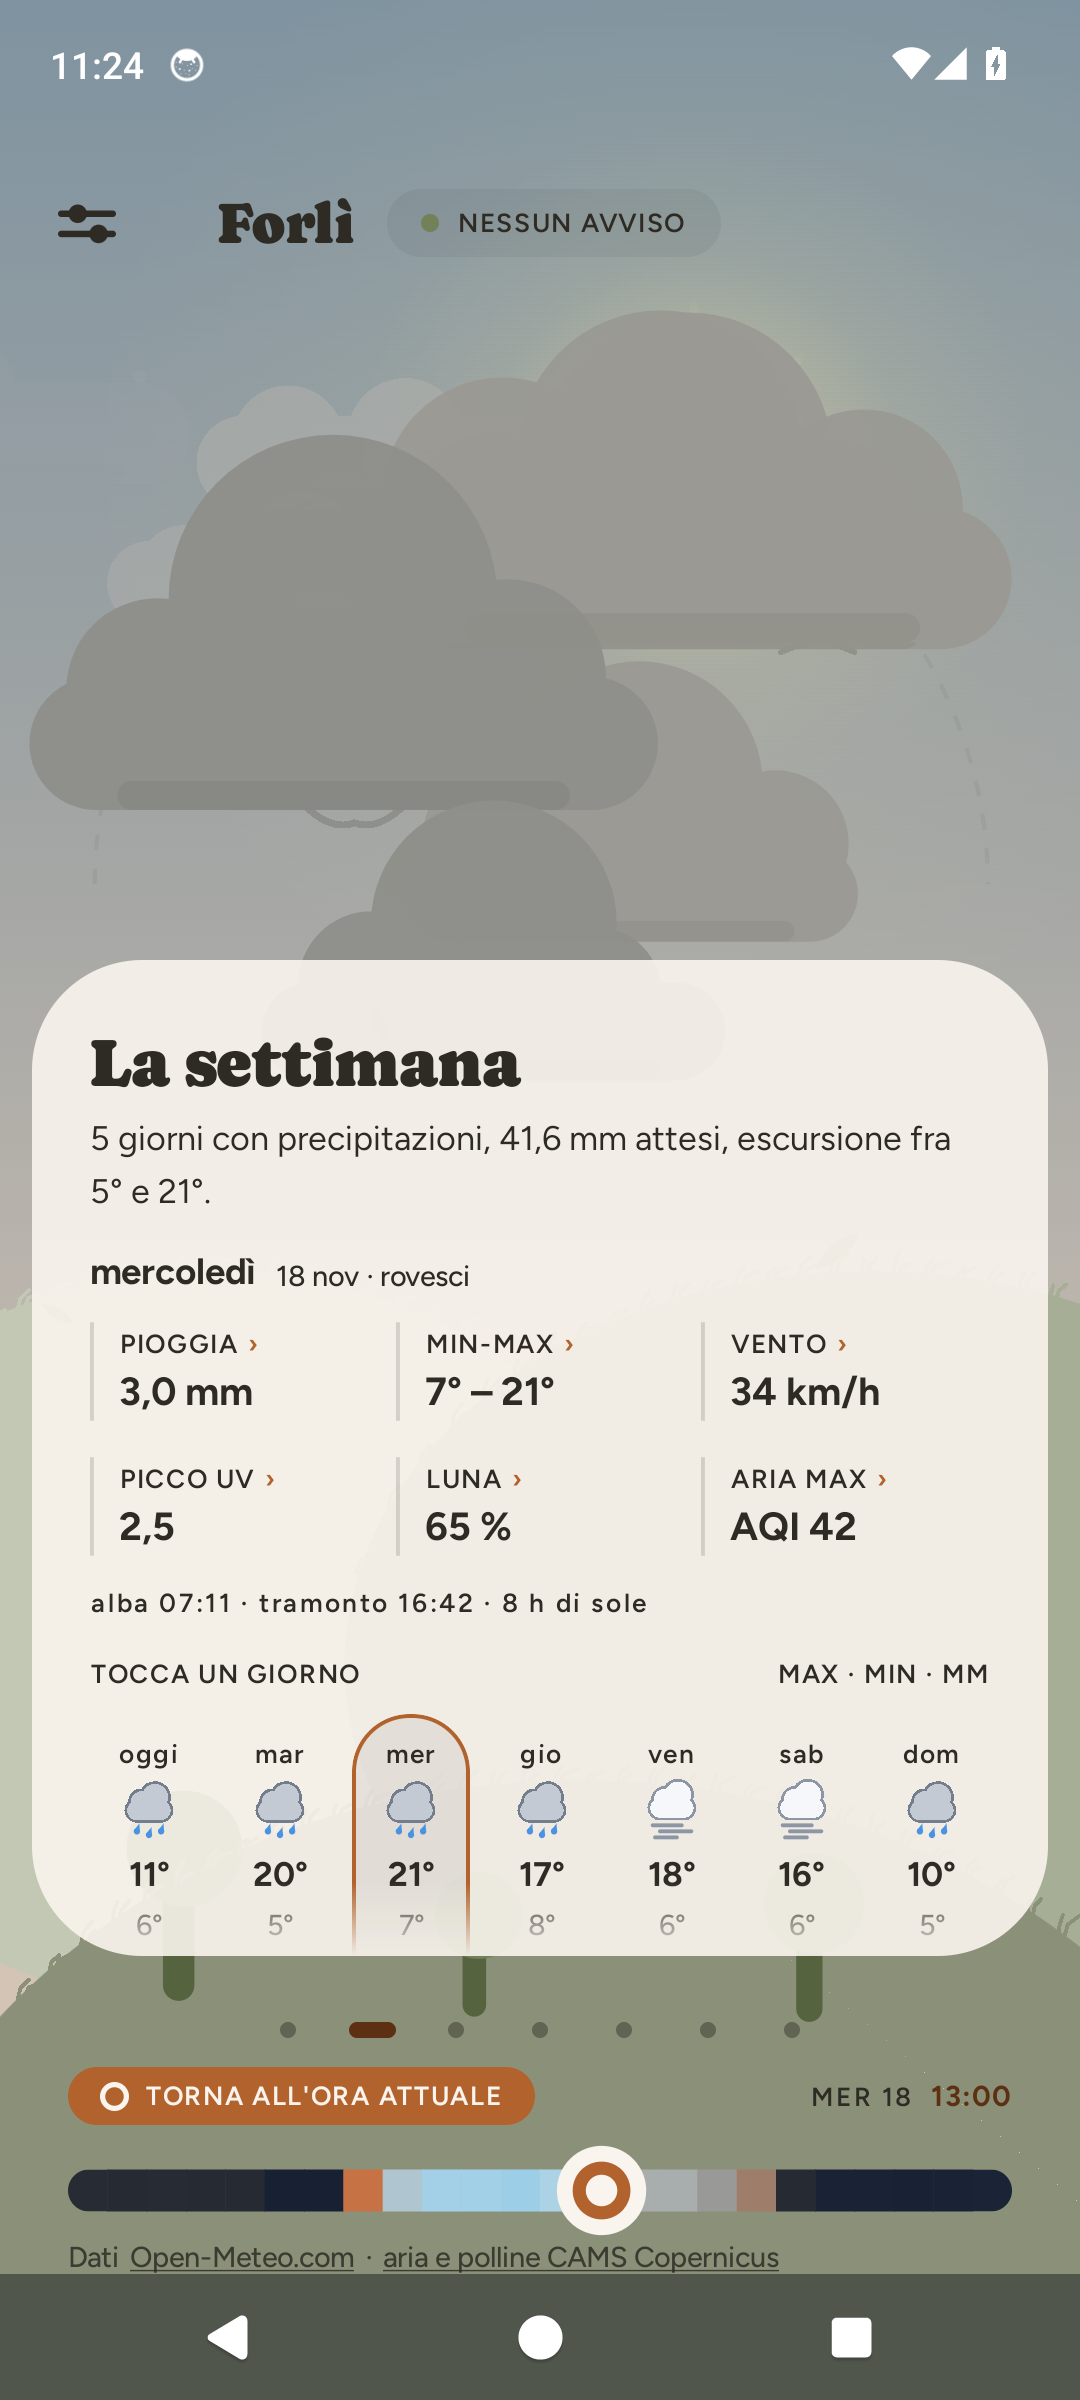 11:24
Forlì
NESSUN AVVISO
La settimana
5 giorni con precipitazioni, 41,6 mm attesi, escursione fra
5° e 21°.
mercoledì 18 nov · rovesci
PIOGGIA › MIN-MAX › VENTO ›
3,0 mm 7° – 21° 34 km/h
PICCO UV › LUNA › ARIA MAX ›
2,5 65 % AQI 42
alba 07:11 · tramonto 16:42 · 8 h di sole
TOCCA UN GIORNO MAX · MIN · MM
oggi mar mer gio ven sab dom
11° 20° 21° 17° 18° 16° 10°
6° 5° 7° 8° 6° 6° 5°
TORNA ALL'ORA ATTUALE MER 18 13:00
Dati Open-Meteo.com · aria e polline CAMS Copernicus